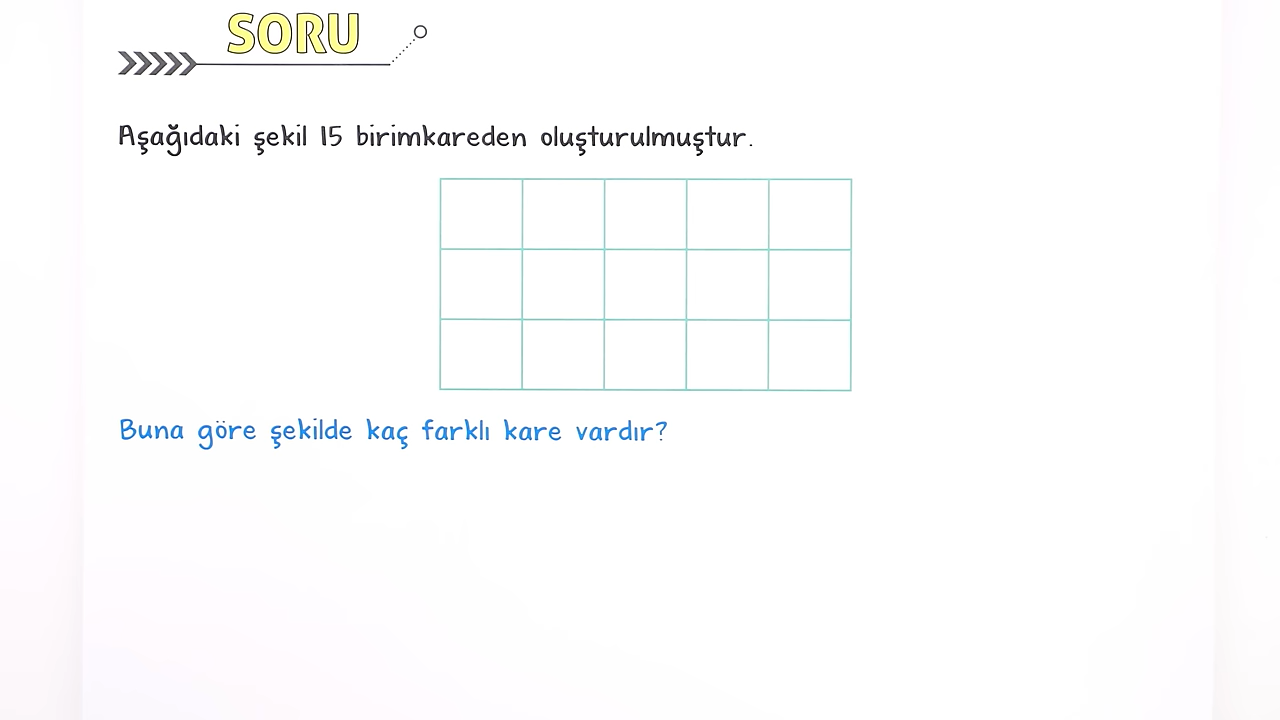 SORU
Aşağıdaki şekil 15 birimkareden oluşturulmuştur.
Buna göre şekilde kaç farklı kare vardır?